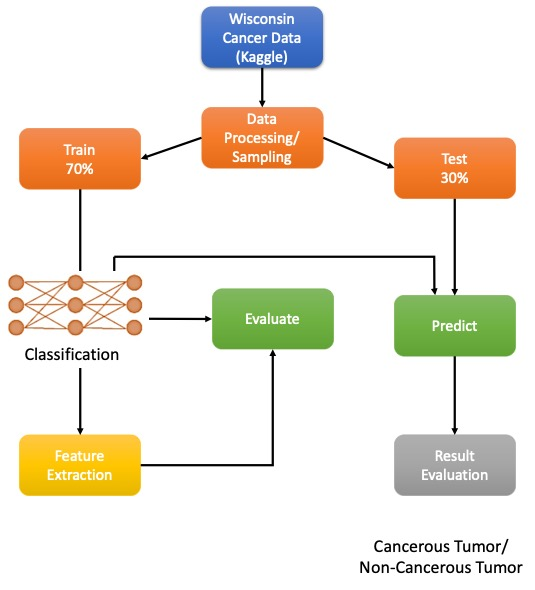 Wisconsin
Cancer Data
(Kaggle)
Data
Processing/
Sampling
Train
70%
Test
30%
Classification
Evaluate
Predict
Feature
Extraction
Result
Evaluation
Cancerous Tumor/
Non-Cancerous Tumor